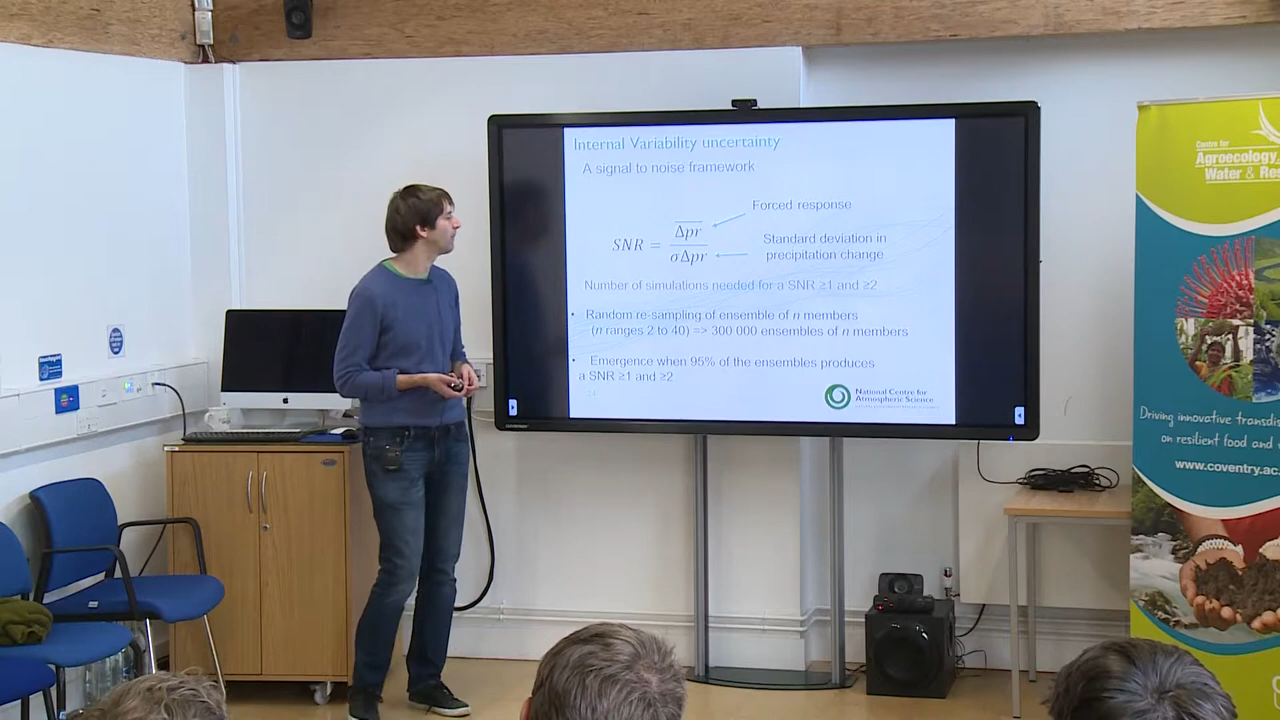 Internal Variability uncertainty
A signal to noise framework
Forced response
SNR = Δpr / σΔpr
Standard deviation in
precipitation change
Number of simulations needed for a SNR ≥1 and ≥2
• Random re-sampling of ensemble of n members
(n ranges 2 to 40) => 300 000 ensembles of n members
• Emergence when 95% of the ensembles produces
a SNR ≥1 and ≥2
National Centre for
Atmospheric Science
Centre for
Agroecology,
Water & Res
Driving innovative transdis
on resilient food and
www.coventry.ac.